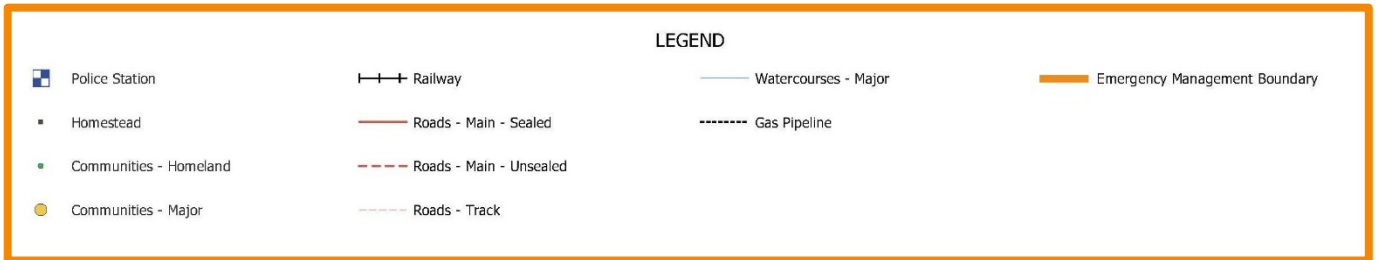 LEGEND
Police Station
Railway
Watercourses - Major
Emergency Management Boundary
Homestead
Roads - Main - Sealed
Gas Pipeline
Communities - Homeland
Roads - Main - Unsealed
Communities - Major
Roads - Track